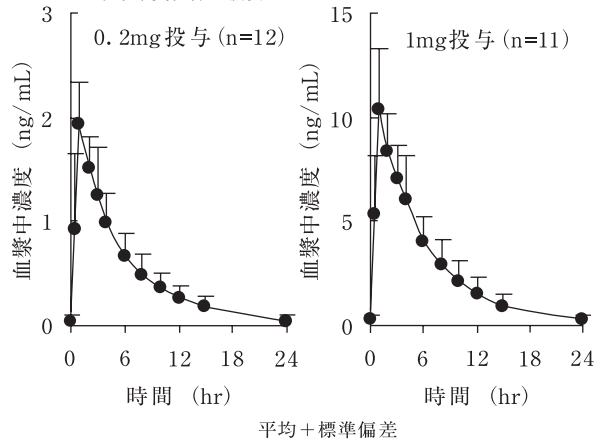 0.2mg投与 (n=12)
血漿中濃度 (ng/mL)
3
2
1
0
0 6 12 18 24
時間 (hr)
1mg投与 (n=11)
血漿中濃度 (ng/mL)
15
10
5
0
0 6 12 18 24
時間 (hr)
平均+標準偏差